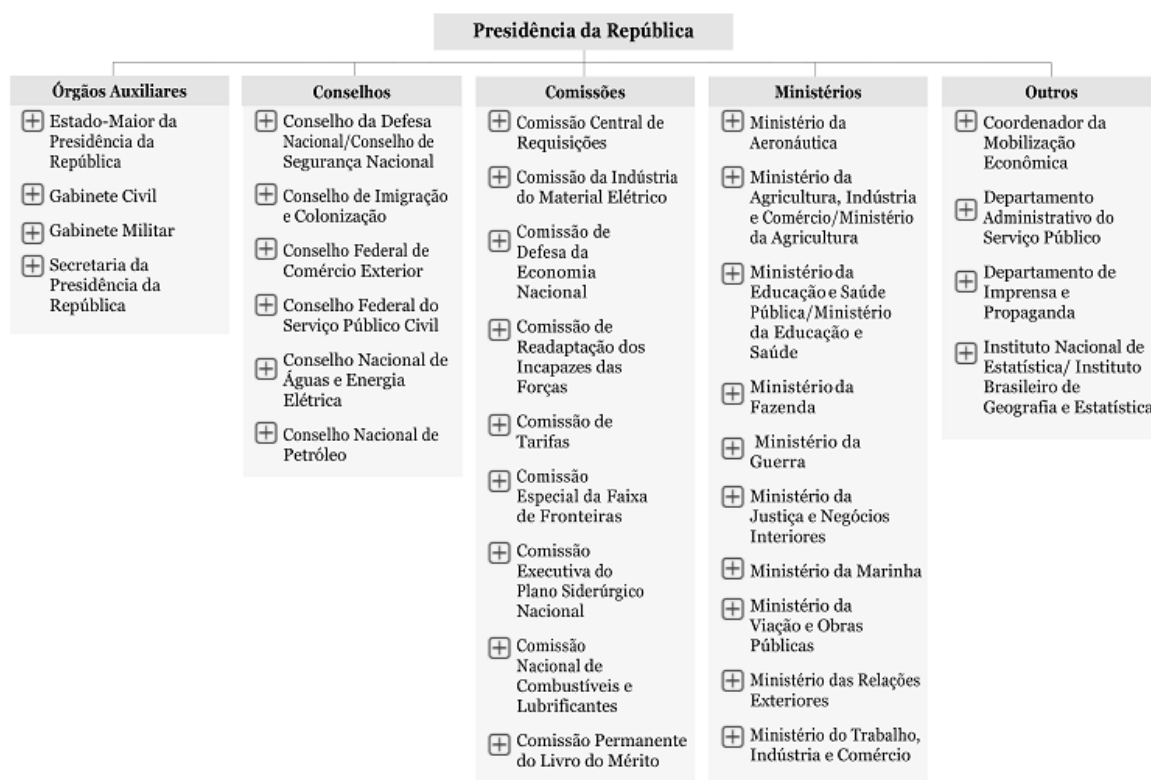 Presidência da República
Órgãos Auxiliares
Estado-Maior da
Presidência da
República
Gabinete Civil
Gabinete Militar
Secretaria da
Presidência da
República
Conselhos
Conselho da Defesa
Nacional/Conselho de
Segurança Nacional
Conselho de Imigração
e Colonização
Conselho Federal de
Comércio Exterior
Conselho Federal do
Serviço Público Civil
Conselho Nacional de
Águas e Energia
Elétrica
Conselho Nacional de
Petróleo
Comissões
Comissão Central de
Requisições
Comissão da Indústria
do Material Elétrico
Comissão de
Defesa da
Economia
Nacional
Comissão de
Readaptação dos
Incapazes das
Forças
Comissão de
Tarifas
Comissão
Especial da Faixa
de Fronteiras
Comissão
Executiva do
Plano Siderúrgico
Nacional
Comissão
Nacional de
Combustíveis e
Lubrificantes
Comissão Permanente
do Livro do Mérito
Ministérios
Ministério da
Aeronáutica
Ministério da
Agricultura, Indústria
e Comércio/Ministério
da Agricultura
Ministério da
Educação e Saúde
Pública/Ministério
da Educação e
Saúde
Ministério da
Fazenda
Ministério da
Guerra
Ministério da
Justiça e Negócios
Interiores
Ministério da Marinha
Ministério da
Viação e Obras
Públicas
Ministério das Relações
Exteriores
Ministério do Trabalho,
Indústria e Comércio
Outros
Coordenador da
Mobilização
Econômica
Departamento
Administrativo do
Serviço Público
Departamento de
Imprensa e
Propaganda
Instituto Nacional de
Estatística/ Instituto
Brasileiro de
Geografia e Estatística